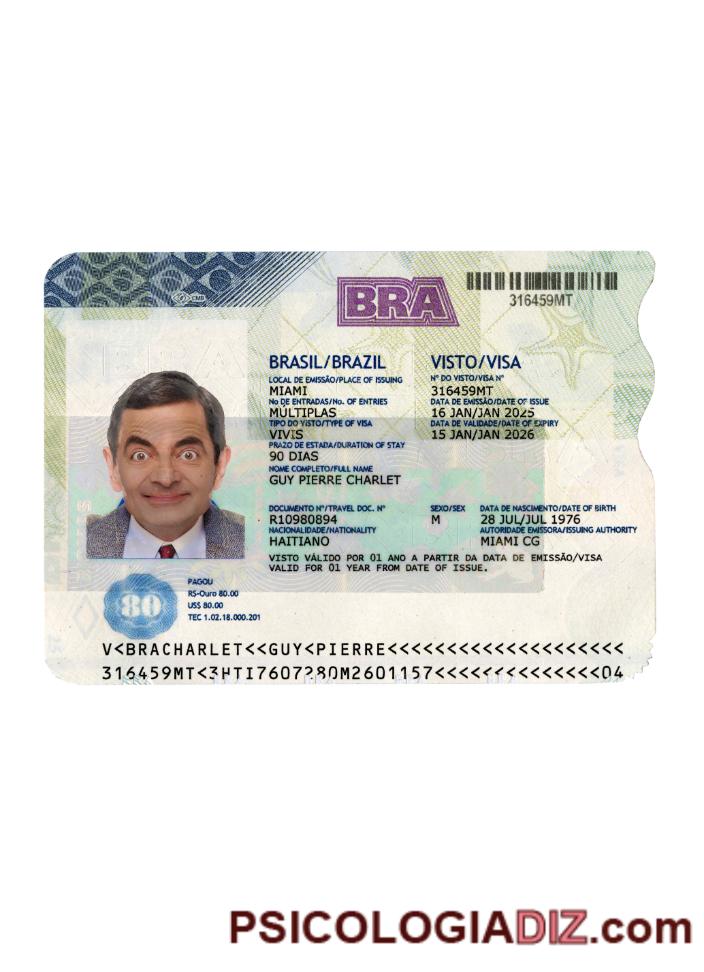 BRA
316459MT
BRASIL/BRAZIL
VISTO/VISA
LOCAL DE EMISSÃO/PLACE OF ISSUING
MIAMI
Nº DO VISTO/VISA Nº
316459MT
No DE ENTRADAS/No. OF ENTRIES
MÚLTIPLAS
DATA DE EMISSÃO/DATE OF ISSUE
16 JAN/JAN 2025
TIPO DO VISTO/TYPE OF VISA
VIVIS
DATA DE VALIDADE/DATE OF EXPIRY
15 JAN/JAN 2026
PRAZO DE ESTADA/DURATION OF STAY
90 DIAS
NOME COMPLETO/FULL NAME
GUY PIERRE CHARLET
DOCUMENTO Nº/TRAVEL DOC. Nº
R10980894
SEXO/SEX
M
DATA DE NASCIMENTO/DATE OF BIRTH
28 JUL/JUL 1976
NACIONALIDADE/NATIONALITY
HAITIANO
AUTORIDADE EMISSORA/ISSUING AUTHORITY
MIAMI CG
VISTO VÁLIDO POR 01 ANO A PARTIR DA DATA DE EMISSÃO/VISA
VALID FOR 01 YEAR FROM DATE OF ISSUE.
PAGOU
R$-Ouro 80.00
US$ 80.00
TEC 1.02.18.000.201
80
V<BRACHARLET<<GUY<PIERRE<<<<<<<<<<<<<<<<<<<<
316459MT<3HTI7607280M2601157<<<<<<<<<<<<<<04
PSICOLOGIADIZ.com